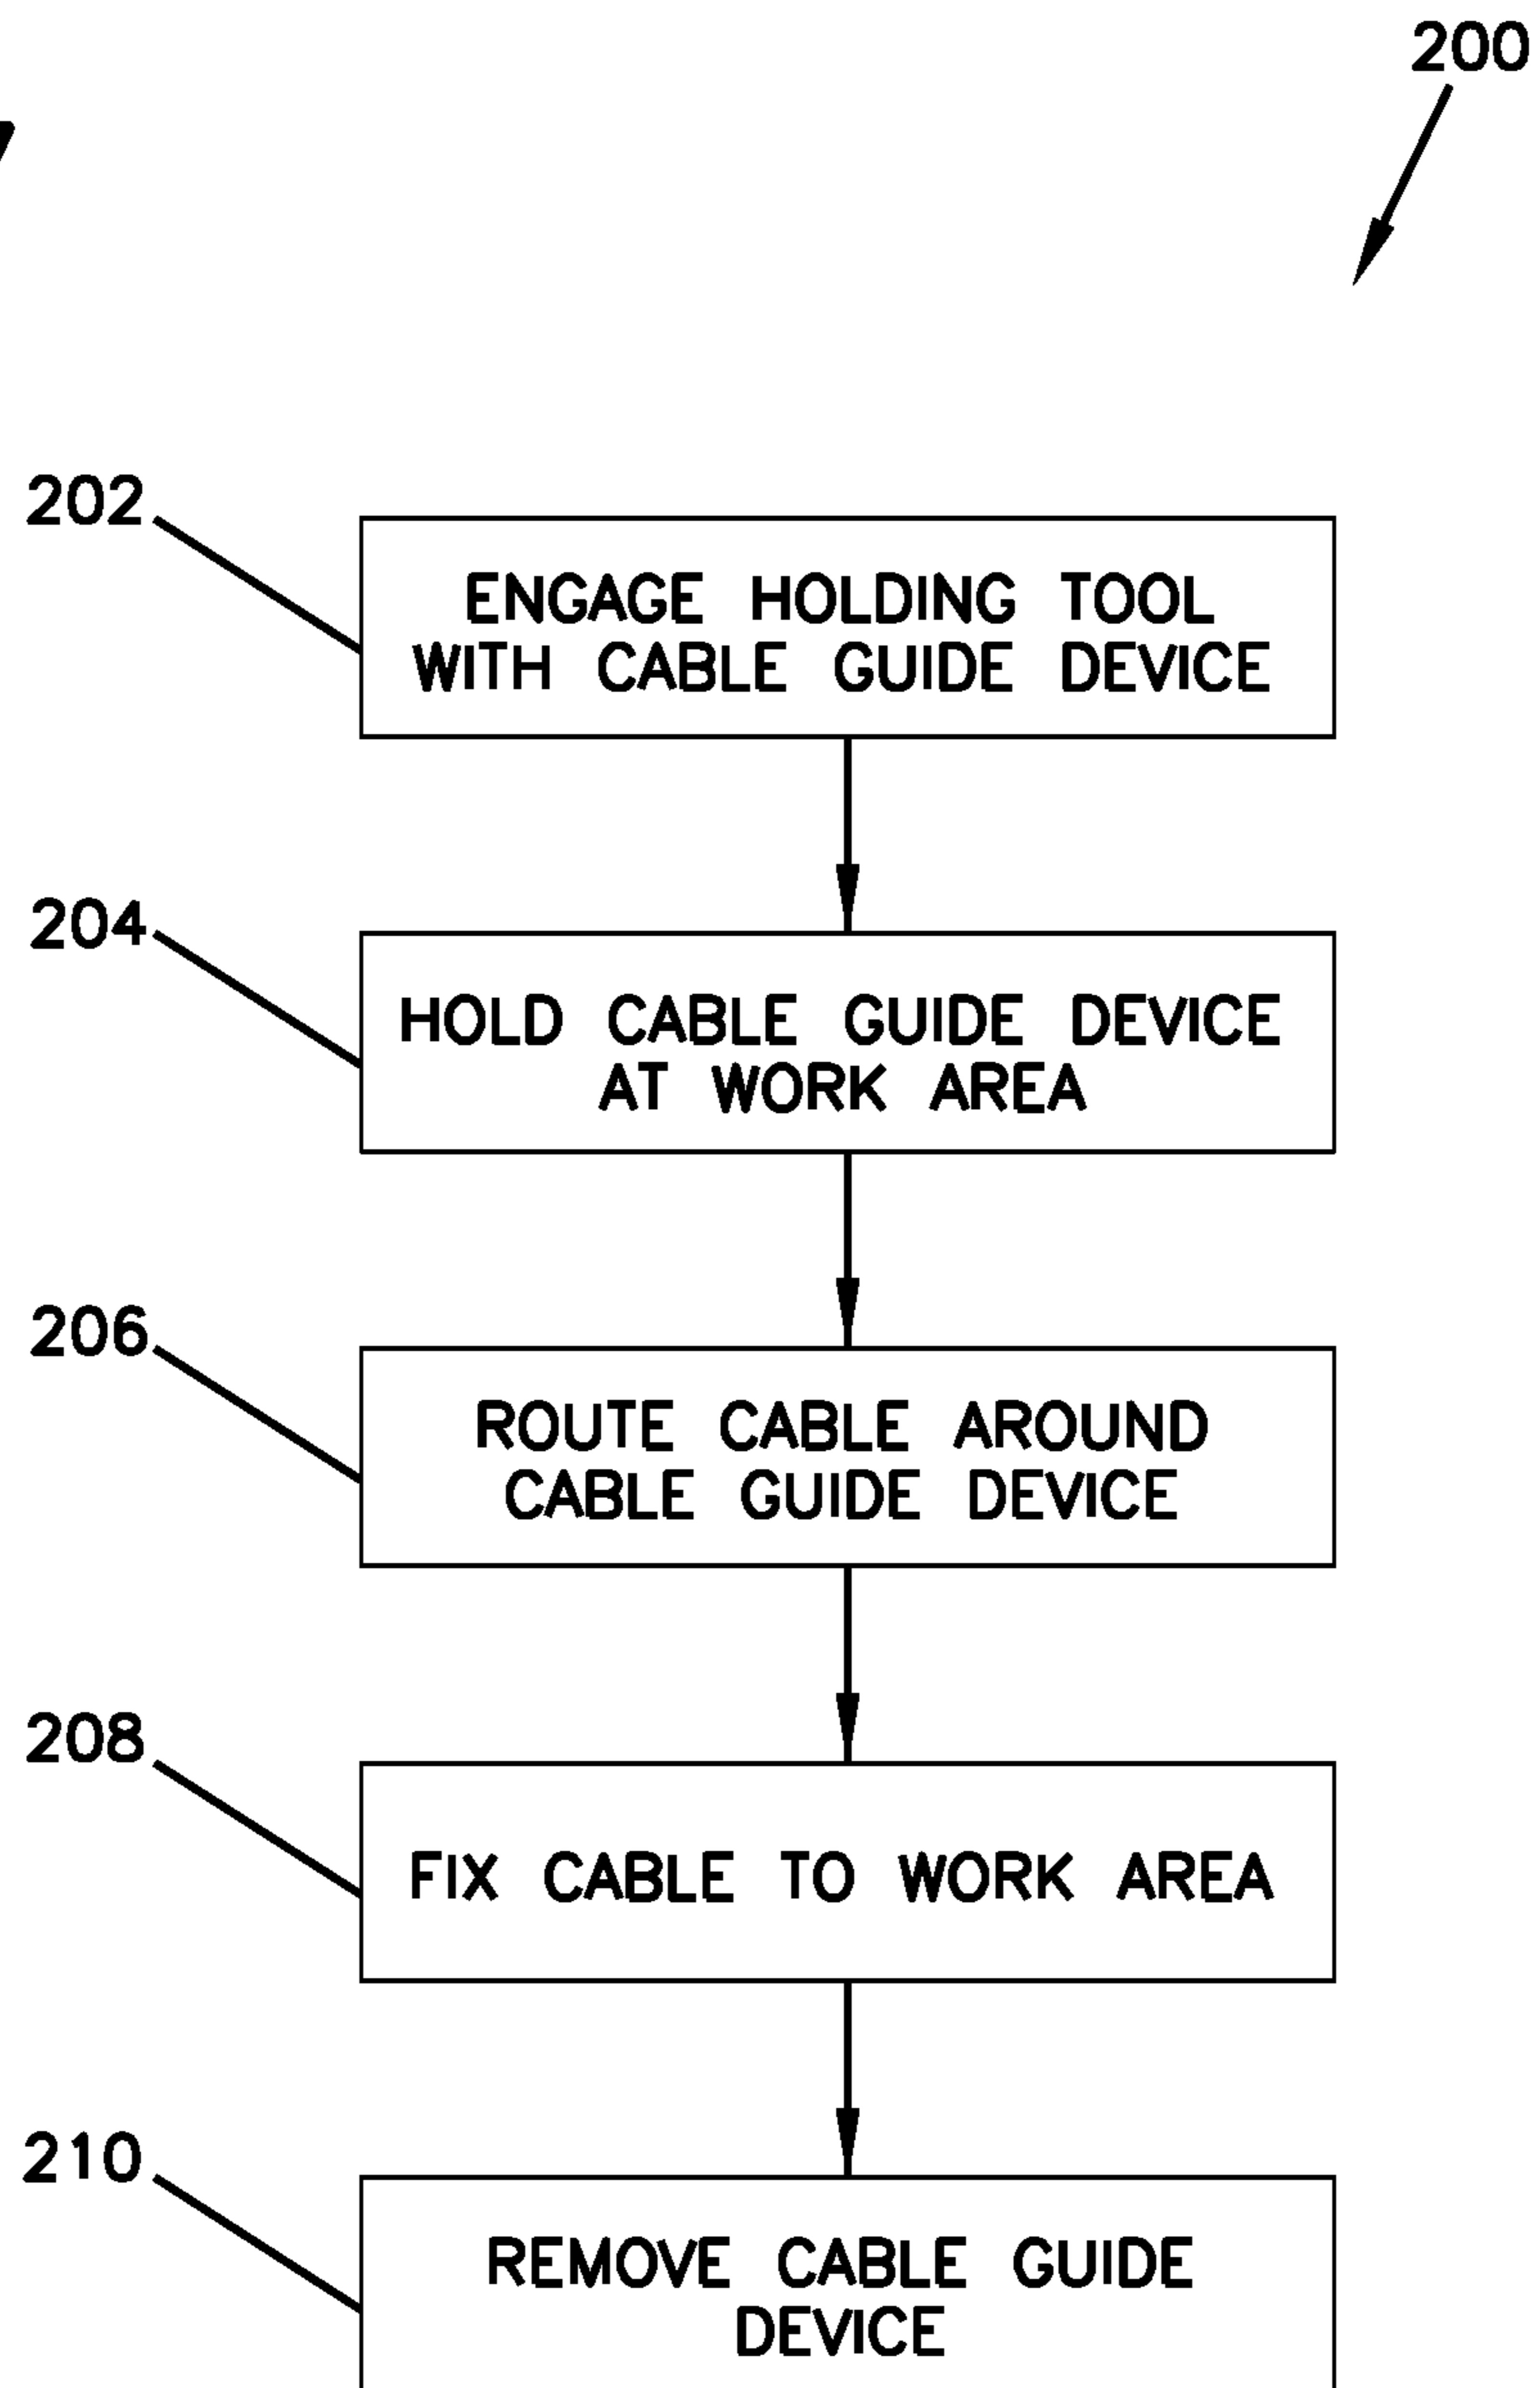 200
202
ENGAGE HOLDING TOOL
WITH CABLE GUIDE DEVICE
204
HOLD CABLE GUIDE DEVICE
AT WORK AREA
206
ROUTE CABLE AROUND
CABLE GUIDE DEVICE
208
FIX CABLE TO WORK AREA
210
REMOVE CABLE GUIDE
DEVICE